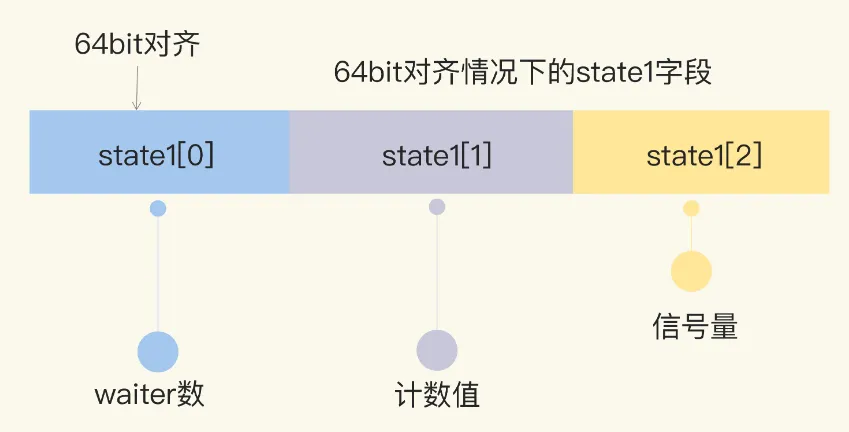 64bit对齐
64bit对齐情况下的state1字段
state1[0]
state1[1]
state1[2]
信号量
waiter数
计数值